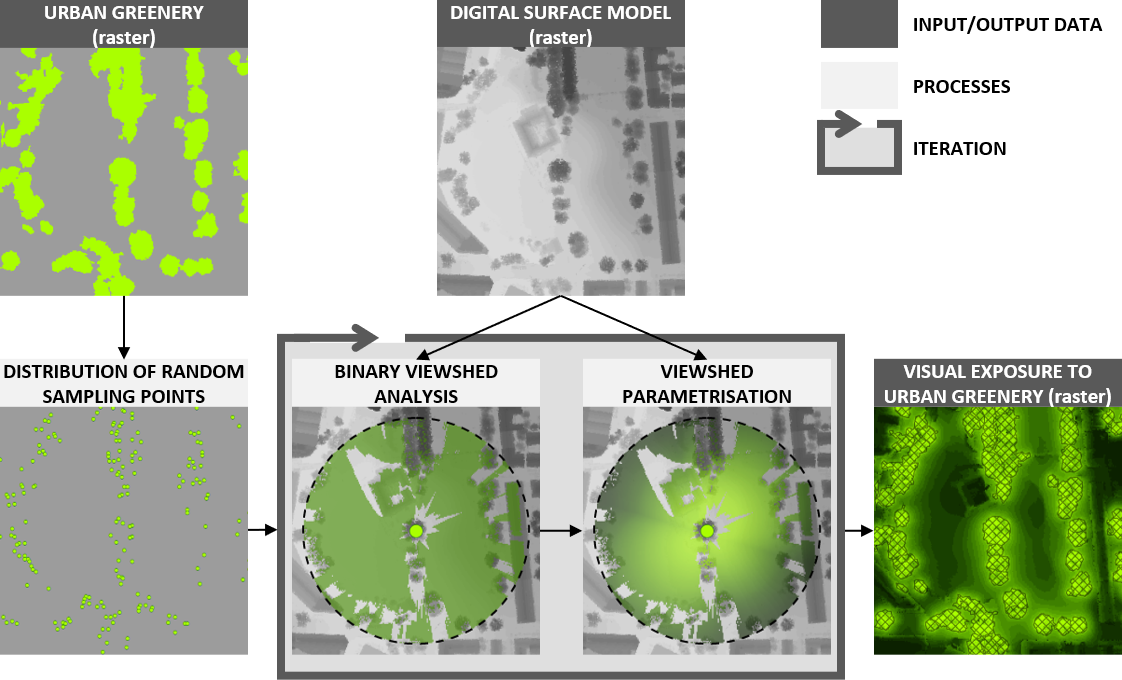 URBAN GREENERY
(raster)
DIGITAL SURFACE MODEL
(raster)
INPUT/OUTPUT DATA
PROCESSES
ITERATION
DISTRIBUTION OF RANDOM
SAMPLING POINTS
BINARY VIEWSHED
ANALYSIS
VIEWSHED
PARAMETRISATION
VISUAL EXPOSURE TO
URBAN GREENERY (raster)